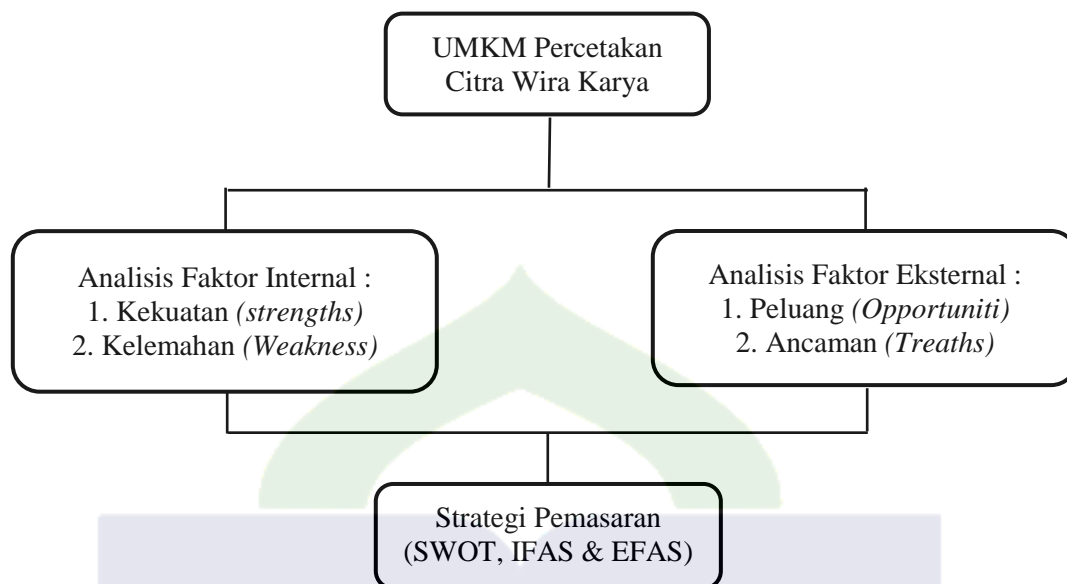 UMKM Percetakan
Citra Wira Karya
Analisis Faktor Internal :
1. Kekuatan (strengths)
2. Kelemahan (Weakness)
Analisis Faktor Eksternal :
1. Peluang (Opportuniti)
2. Ancaman (Treaths)
Strategi Pemasaran
(SWOT, IFAS & EFAS)